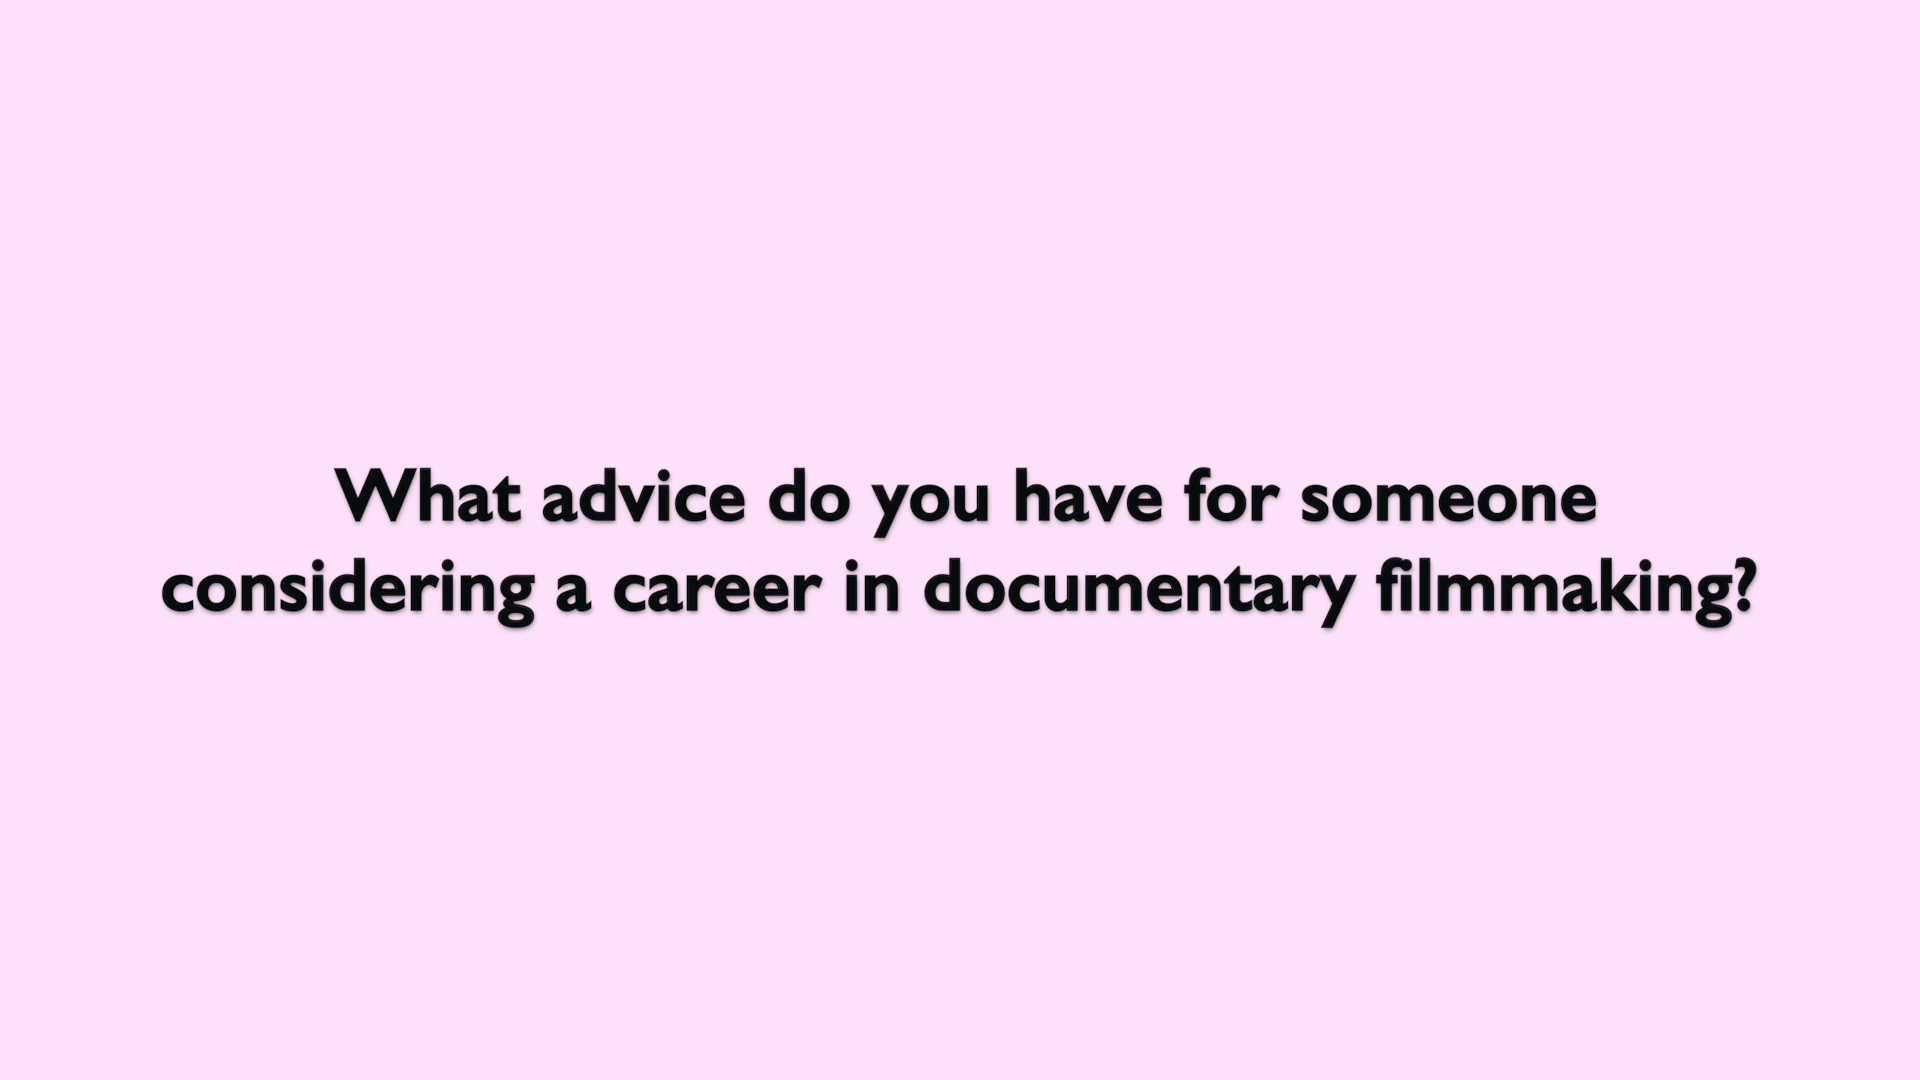 What advice do you have for someone
considering a career in documentary filmmaking?